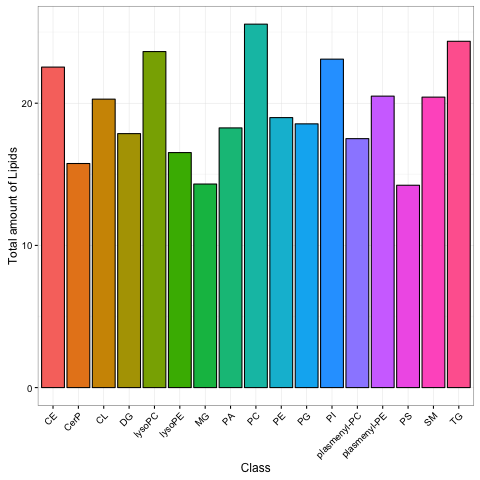 Total amount of Lipids
20
10
0
CE
CerP
CL
DG
lysoPC
lysoPE
MG
PA
PC
PE
PG
PI
plasmenyl-PC
plasmenyl-PE
PS
SM
TG
Class